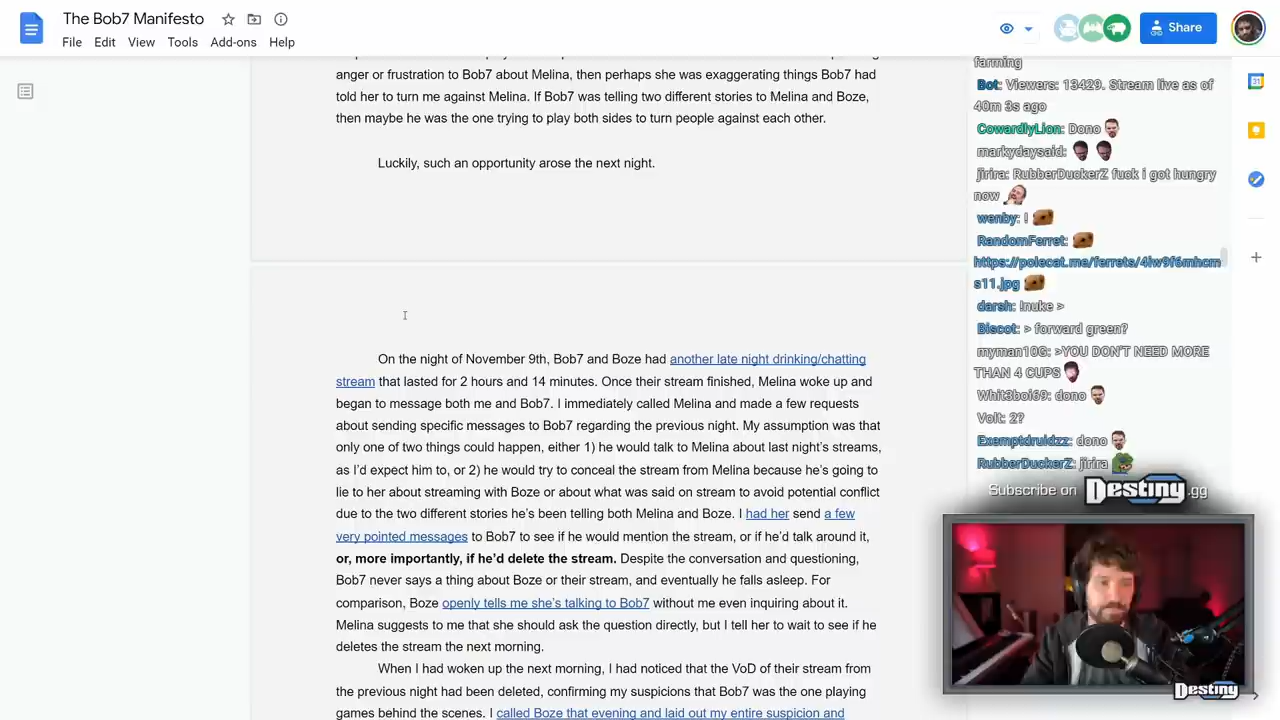 The Bob7 Manifesto
File Edit View Tools Add-ons Help
Share
anger or frustration to Bob7 about Melina, then perhaps she was exaggerating things Bob7 had
told her to turn me against Melina. If Bob7 was telling two different stories to Melina and Boze,
then maybe he was the one trying to play both sides to turn people against each other.
Luckily, such an opportunity arose the next night.
On the night of November 9th, Bob7 and Boze had another late night drinking/chatting
stream that lasted for 2 hours and 14 minutes. Once their stream finished, Melina woke up and
began to message both me and Bob7. I immediately called Melina and made a few requests
about sending specific messages to Bob7 regarding the previous night. My assumption was that
only one of two things could happen, either 1) he would talk to Melina about last night's streams,
as I'd expect him to, or 2) he would try to conceal the stream from Melina because he's going to
lie to her about streaming with Boze or about what was said on stream to avoid potential conflict
due to the two different stories he's been telling both Melina and Boze. I had her send a few
very pointed messages to Bob7 to see if he would mention the stream, or if he'd talk around it,
or, more importantly, if he'd delete the stream. Despite the conversation and questioning,
Bob7 never says a thing about Boze or their stream, and eventually he falls asleep. For
comparison, Boze openly tells me she's talking to Bob7 without me even inquiring about it.
Melina suggests to me that she should ask the question directly, but I tell her to wait to see if he
deletes the stream the next morning.
When I had woken up the next morning, I had noticed that the VoD of their stream from
the previous night had been deleted, confirming my suspicions that Bob7 was the one playing
games behind the scenes. I called Boze that evening and laid out my entire suspicion and
farming
Bot: Viewers: 13429. Stream live as of
40m 3s ago
CowardlyLion: Dono
markydaysaid:
jirira: RubberDuckerZ fuck i got hungry
now
wenby: !
RandomFerret:
https://polecat.me/ferrets/4iw9f6mhcm
s11.jpg
darsh: !nuke >
Biscot: > forward green?
myman10G: >YOU DON'T NEED MORE
THAN 4 CUPS
Whit3boi69: dono
Volt: 2?
Exemptdruidzz: dono
RubberDuckerZ: jirira
Subscribe on Destiny.gg
Destiny